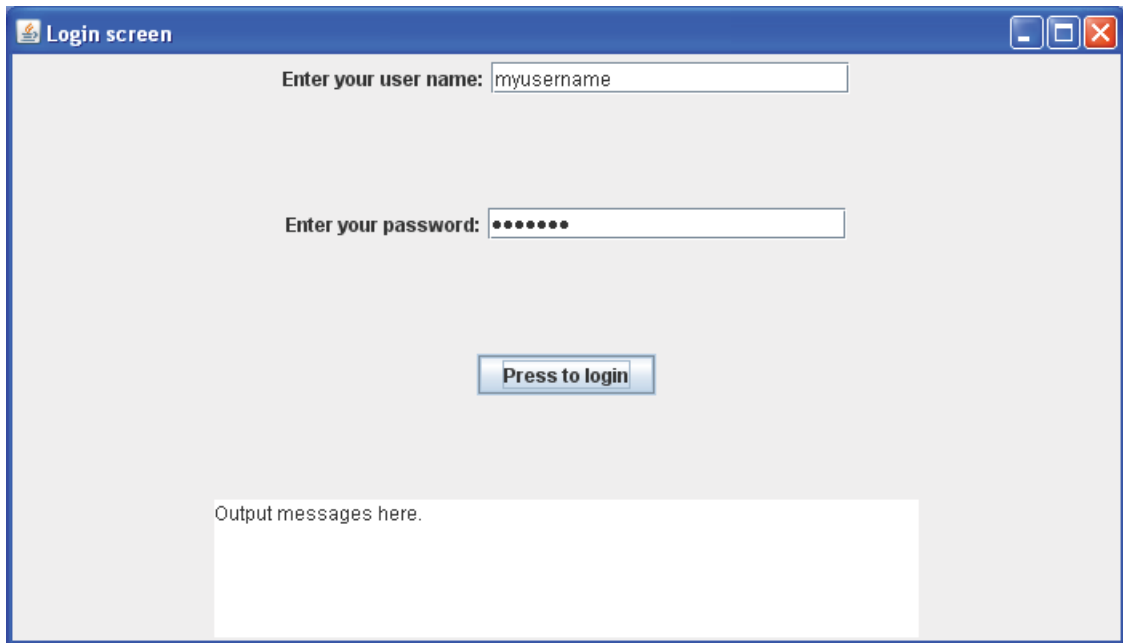 Login screen
Enter your user name: myusername
Enter your password: •••••••
Press to login
Output messages here.